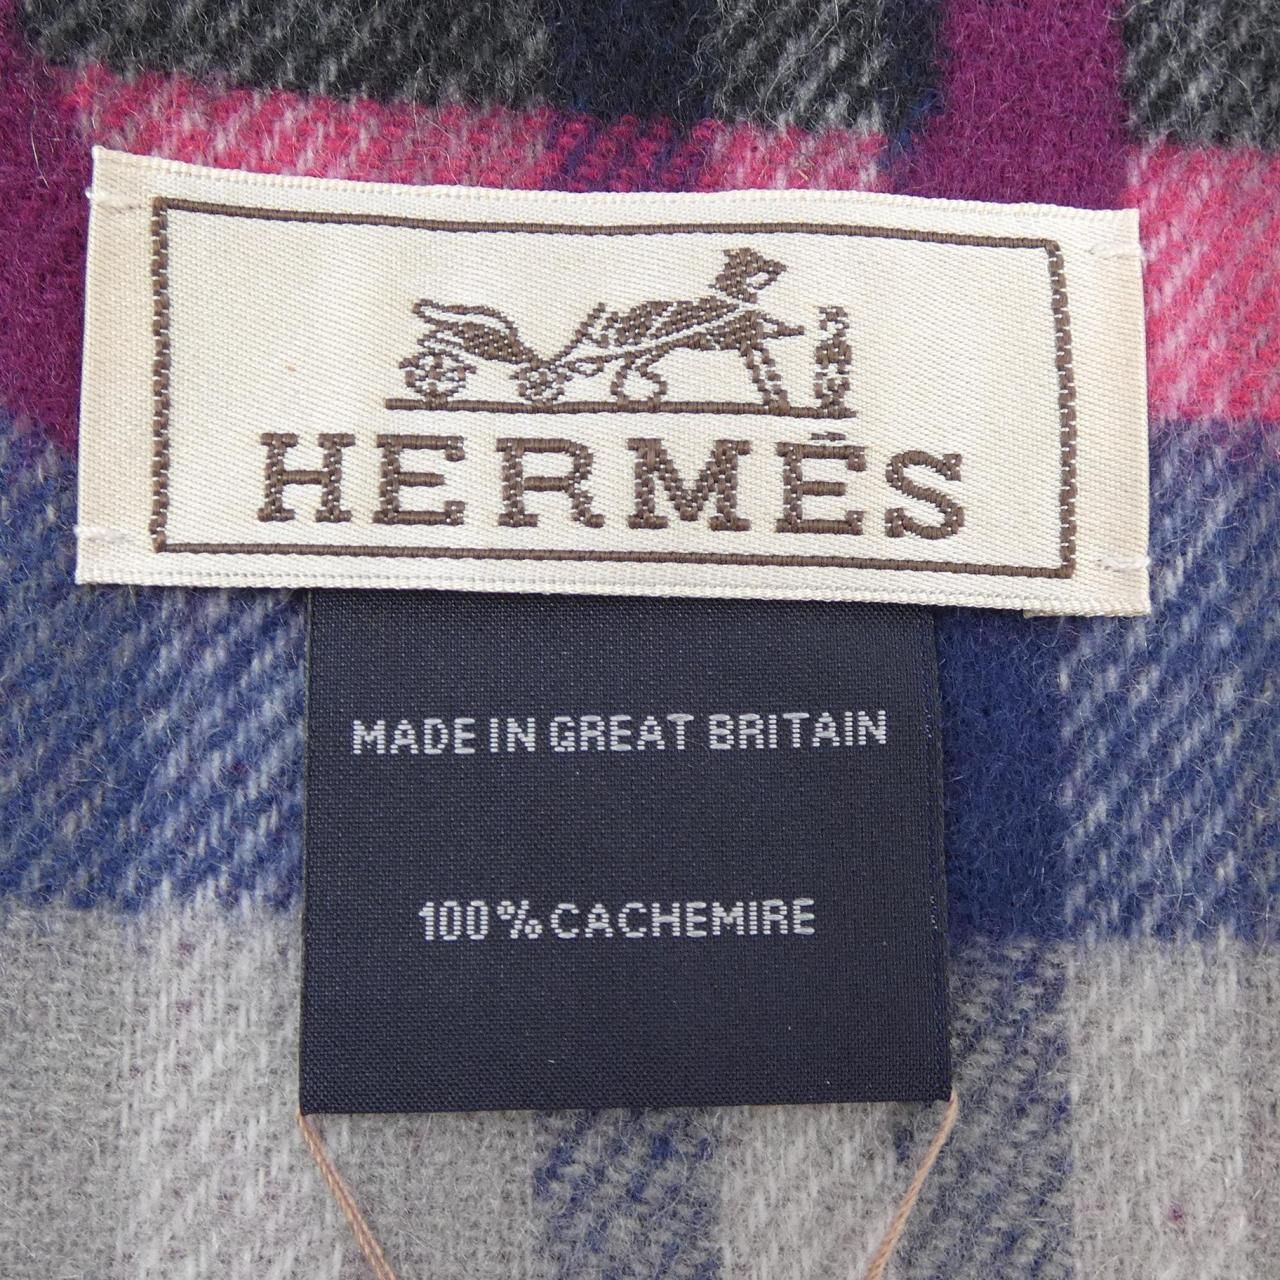 HERMÈS
MADE IN GREAT BRITAIN
100% CACHEMIRE